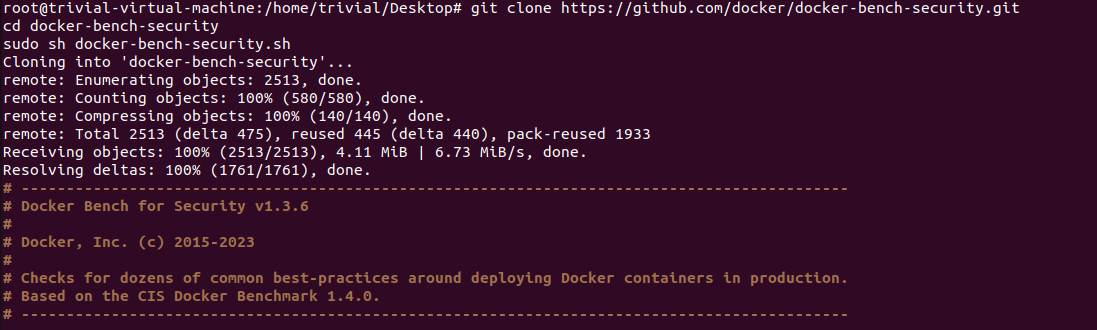 root@trivial-virtual-machine:/home/trivial/Desktop# git clone https://github.com/docker/docker-bench-security.git
cd docker-bench-security
sudo sh docker-bench-security.sh
Cloning into 'docker-bench-security'...
remote: Enumerating objects: 2513, done.
remote: Counting objects: 100% (580/580), done.
remote: Compressing objects: 100% (140/140), done.
remote: Total 2513 (delta 475), reused 445 (delta 440), pack-reused 1933
Receiving objects: 100% (2513/2513), 4.11 MiB | 6.73 MiB/s, done.
Resolving deltas: 100% (1761/1761), done.
# --------------------------------------------------------------------------------------------
# Docker Bench for Security v1.3.6
#
# Docker, Inc. (c) 2015-2023
#
# Checks for dozens of common best-practices around deploying Docker containers in production.
# Based on the CIS Docker Benchmark 1.4.0.
# --------------------------------------------------------------------------------------------